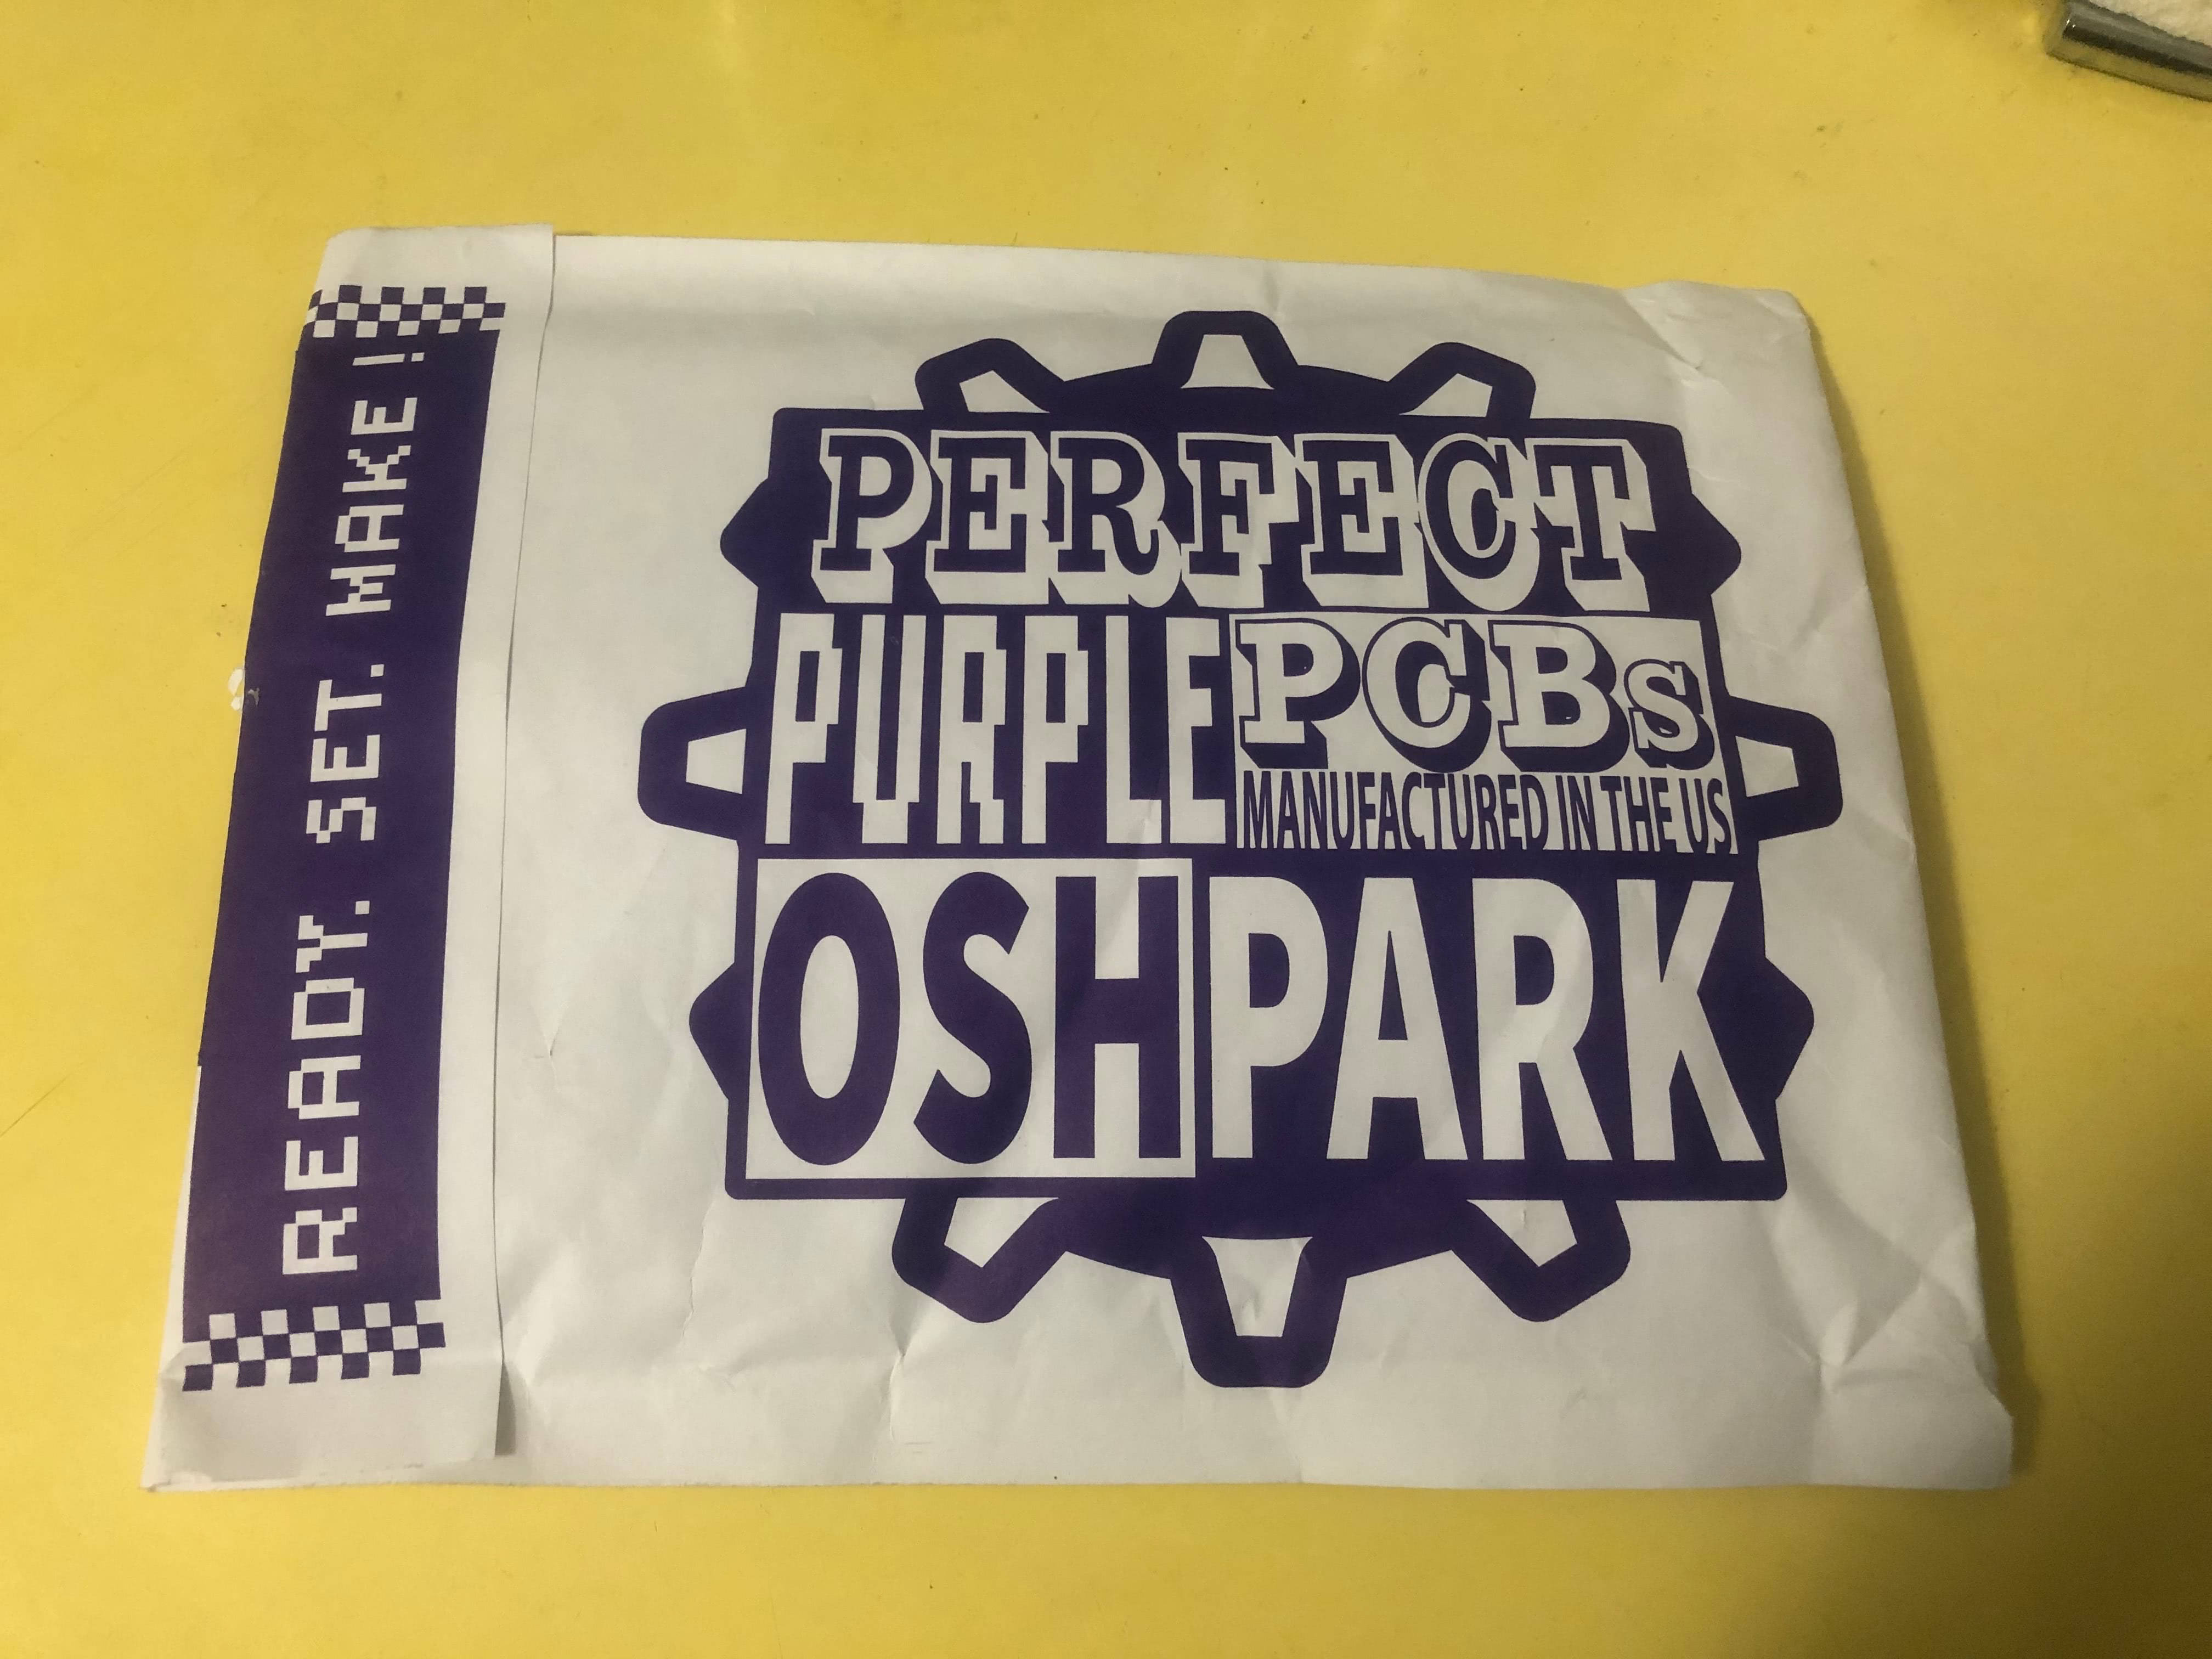 READY. SET. MAKE!
PERFECT
PURPLE PCBs
MANUFACTURED IN THE US
OSHPARK